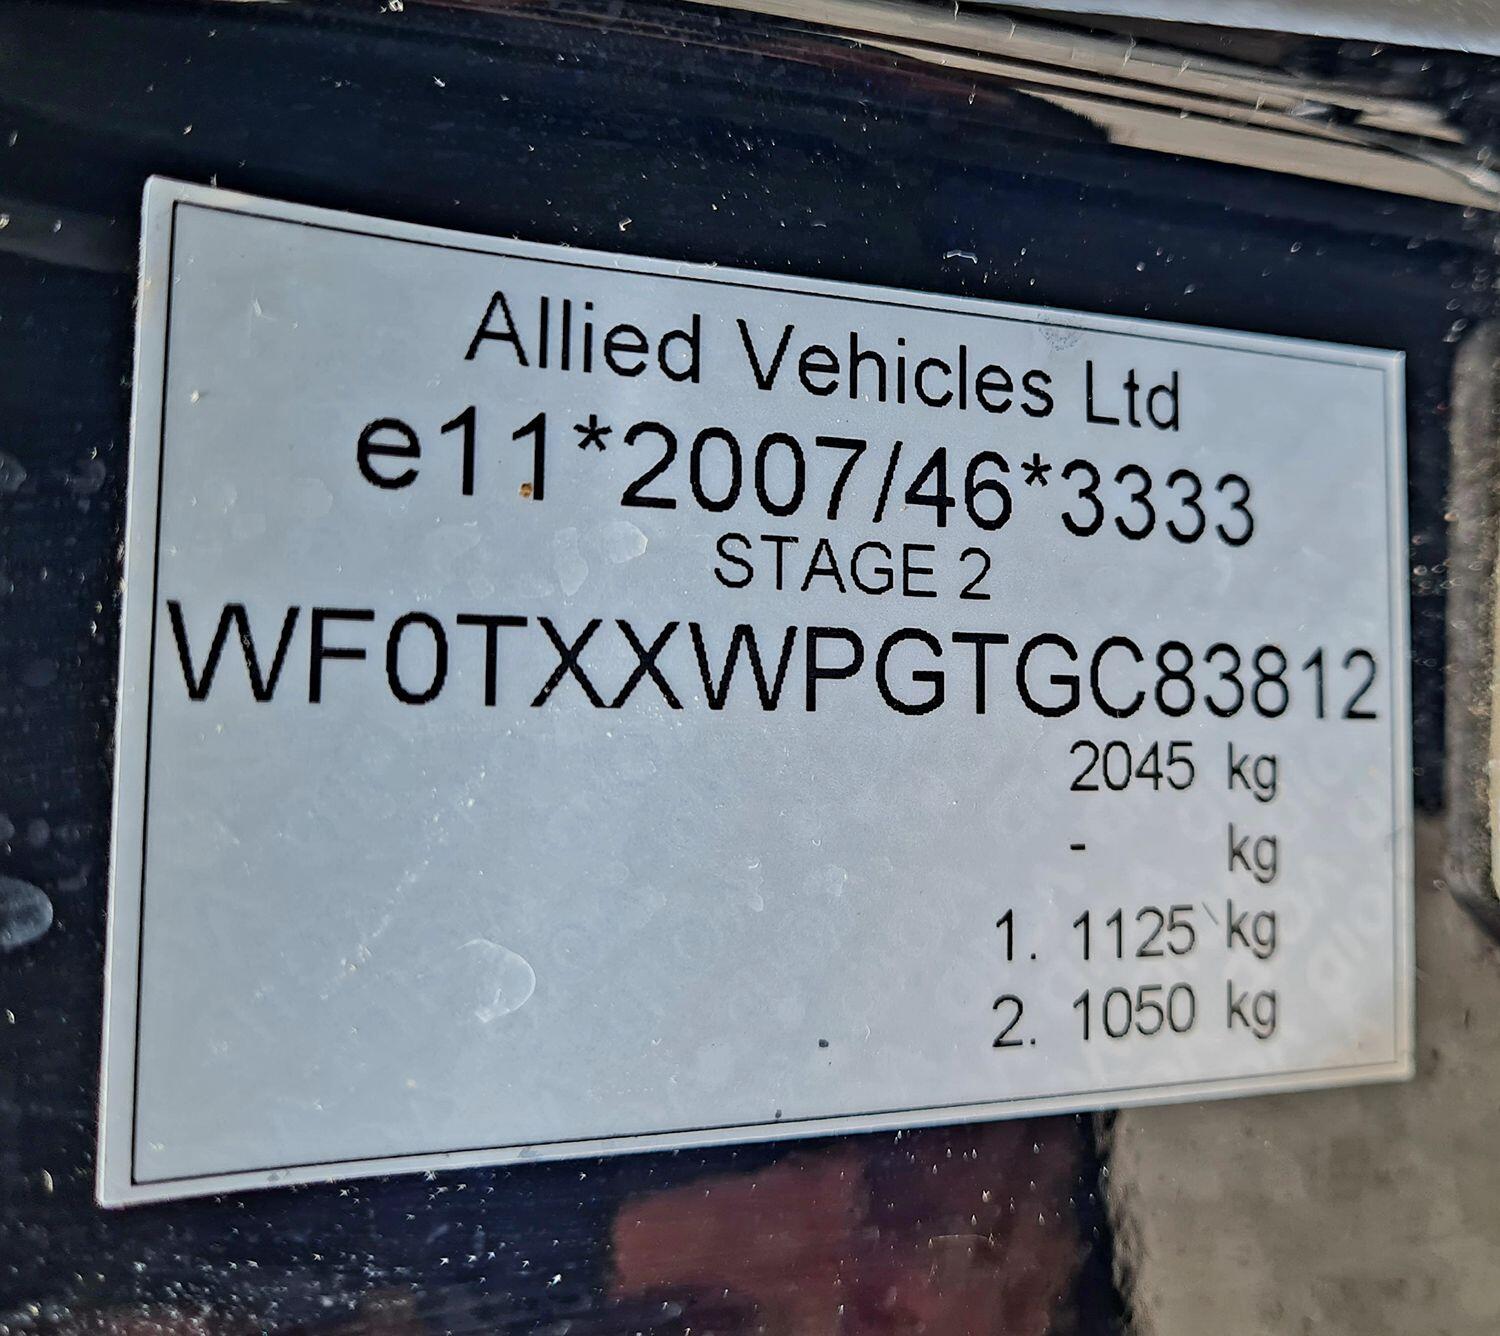 Allied Vehicles Ltd
e11*2007/46*3333
STAGE 2
WF0TXXWPGTGC83812
2045 kg
- kg
1. 1125 kg
2. 1050 kg